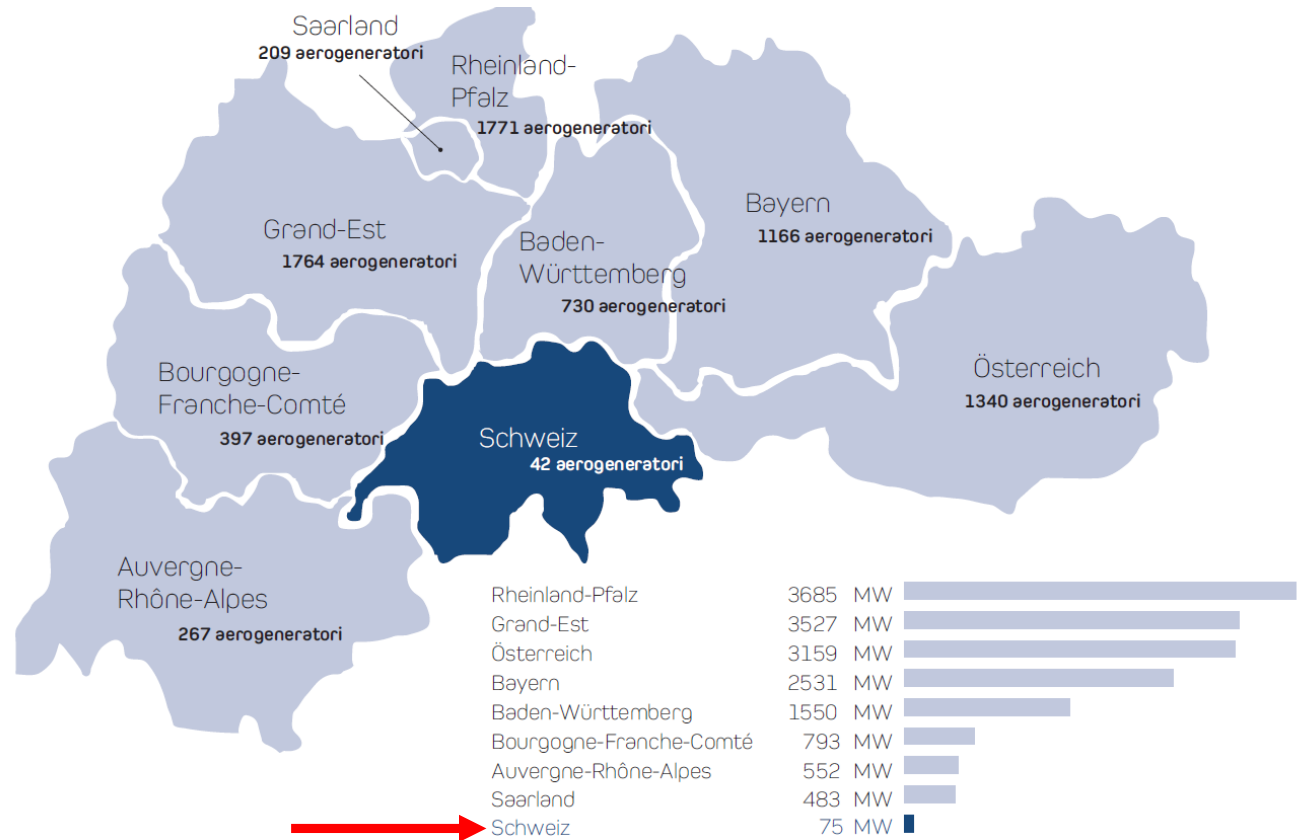 Saarland
209 aerogeneratori
Rheinland-
Pfalz
1771 aerogeneratori
Grand-Est
1764 aerogeneratori
Baden-
Württemberg
730 aerogeneratori
Bayern
1166 aerogeneratori
Österreich
1340 aerogeneratori
Bourgogne-
Franche-Comté
397 aerogeneratori
Schweiz
42 aerogeneratori
Auvergne-
Rhône-Alpes
267 aerogeneratori
Rheinland-Pfalz 3685 MW
Grand-Est 3527 MW
Österreich 3159 MW
Bayern 2531 MW
Baden-Württemberg 1550 MW
Bourgogne-Franche-Comté 793 MW
Auvergne-Rhône-Alpes 552 MW
Saarland 483 MW
Schweiz 75 MW